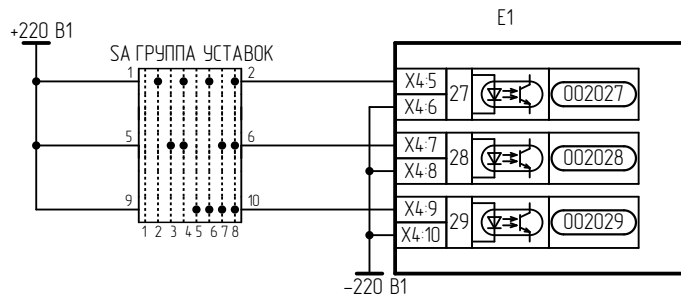 E1
+220 В1
SA ГРУППА УСТАВОК
1 2 X4:5 27 002027
X4:6
5 6 X4:7 28 002028
X4:8
9 10 X4:9 29 002029
X4:10
1 2 3 4 5 6 7 8
-220 В1